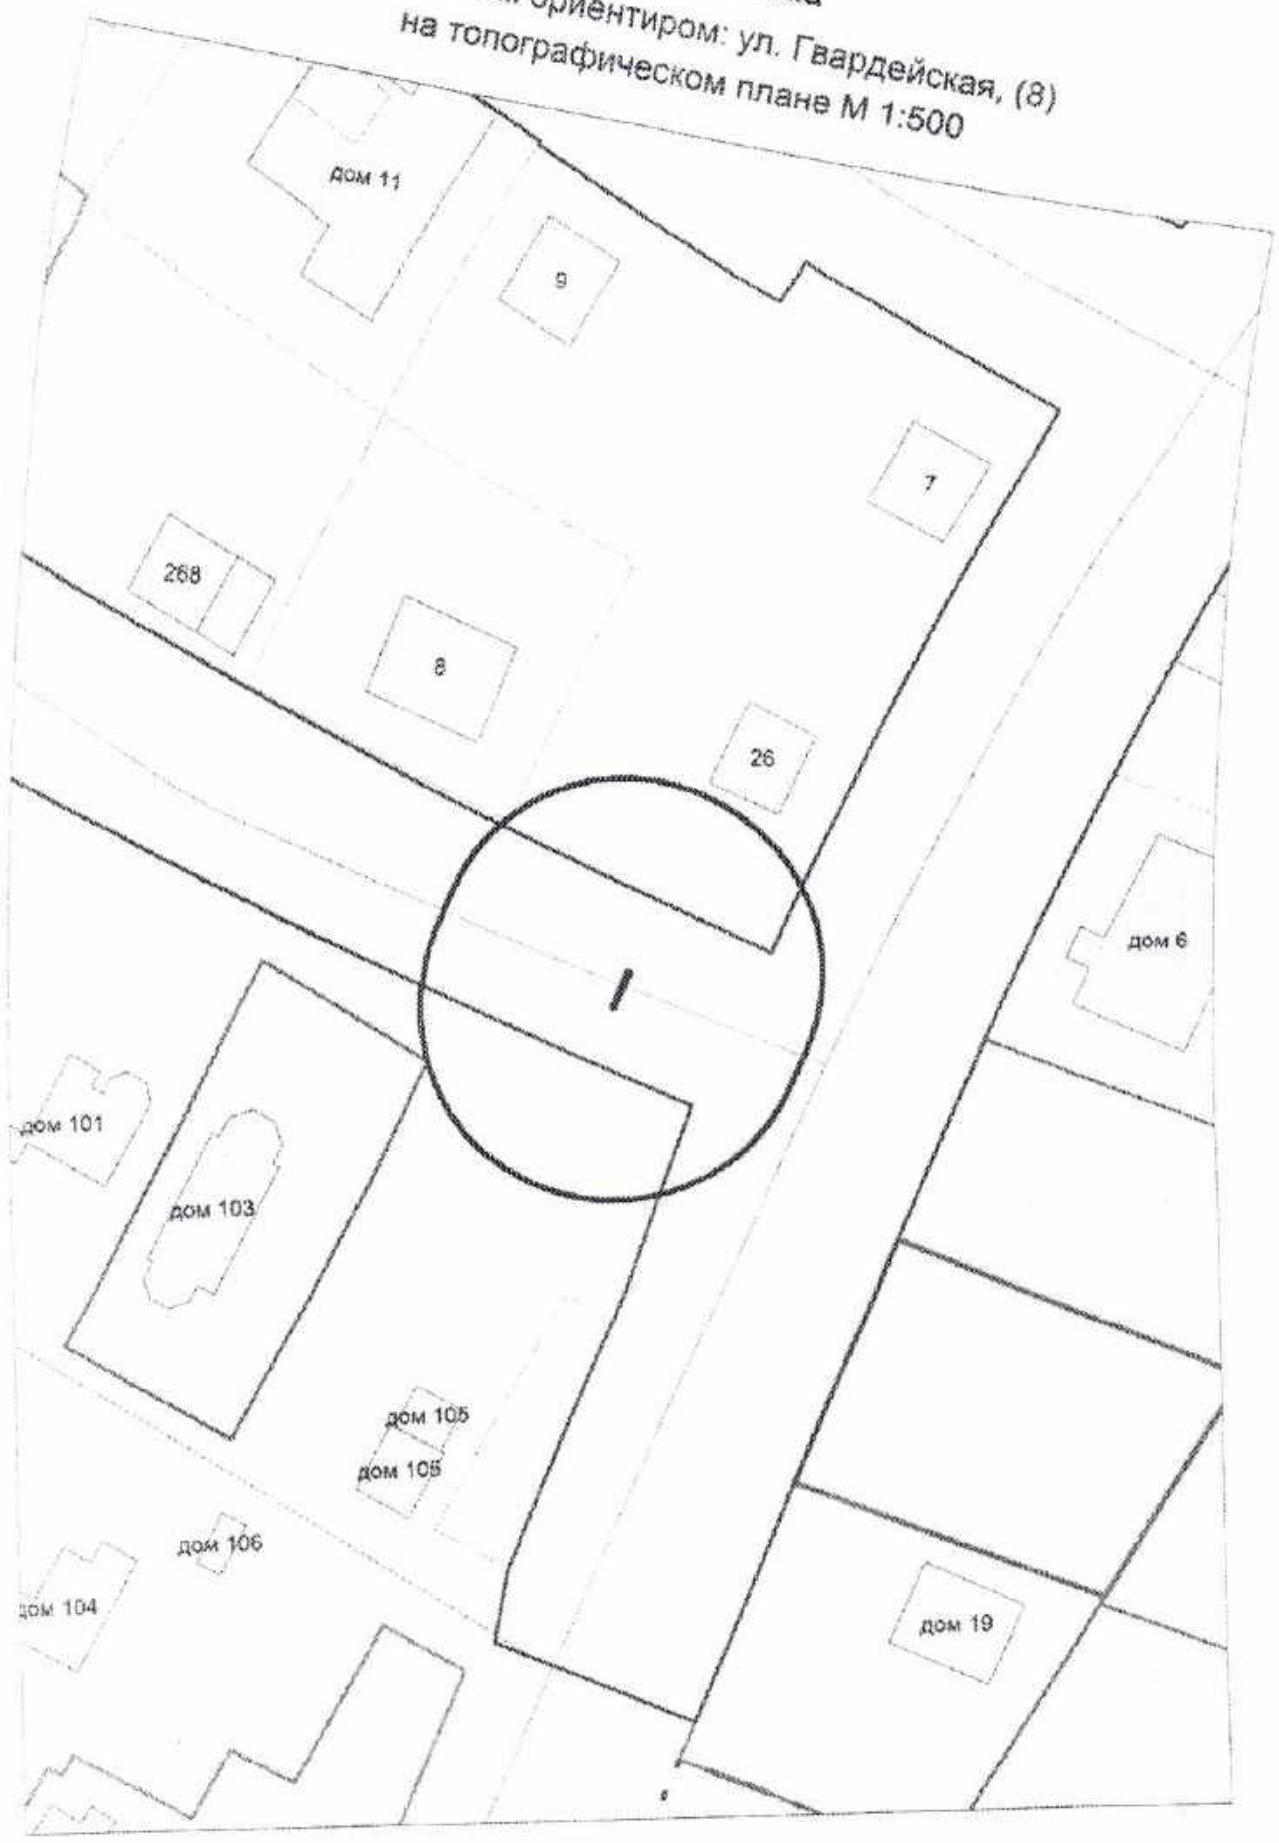 ориентиром: ул. Гвардейская, (8)
на топографическом плане М 1:500
дом 11
9
7
268
8
26
дом 6
дом 101
дом 103
дом 105
дом 105
дом 106
дом 104
дом 19